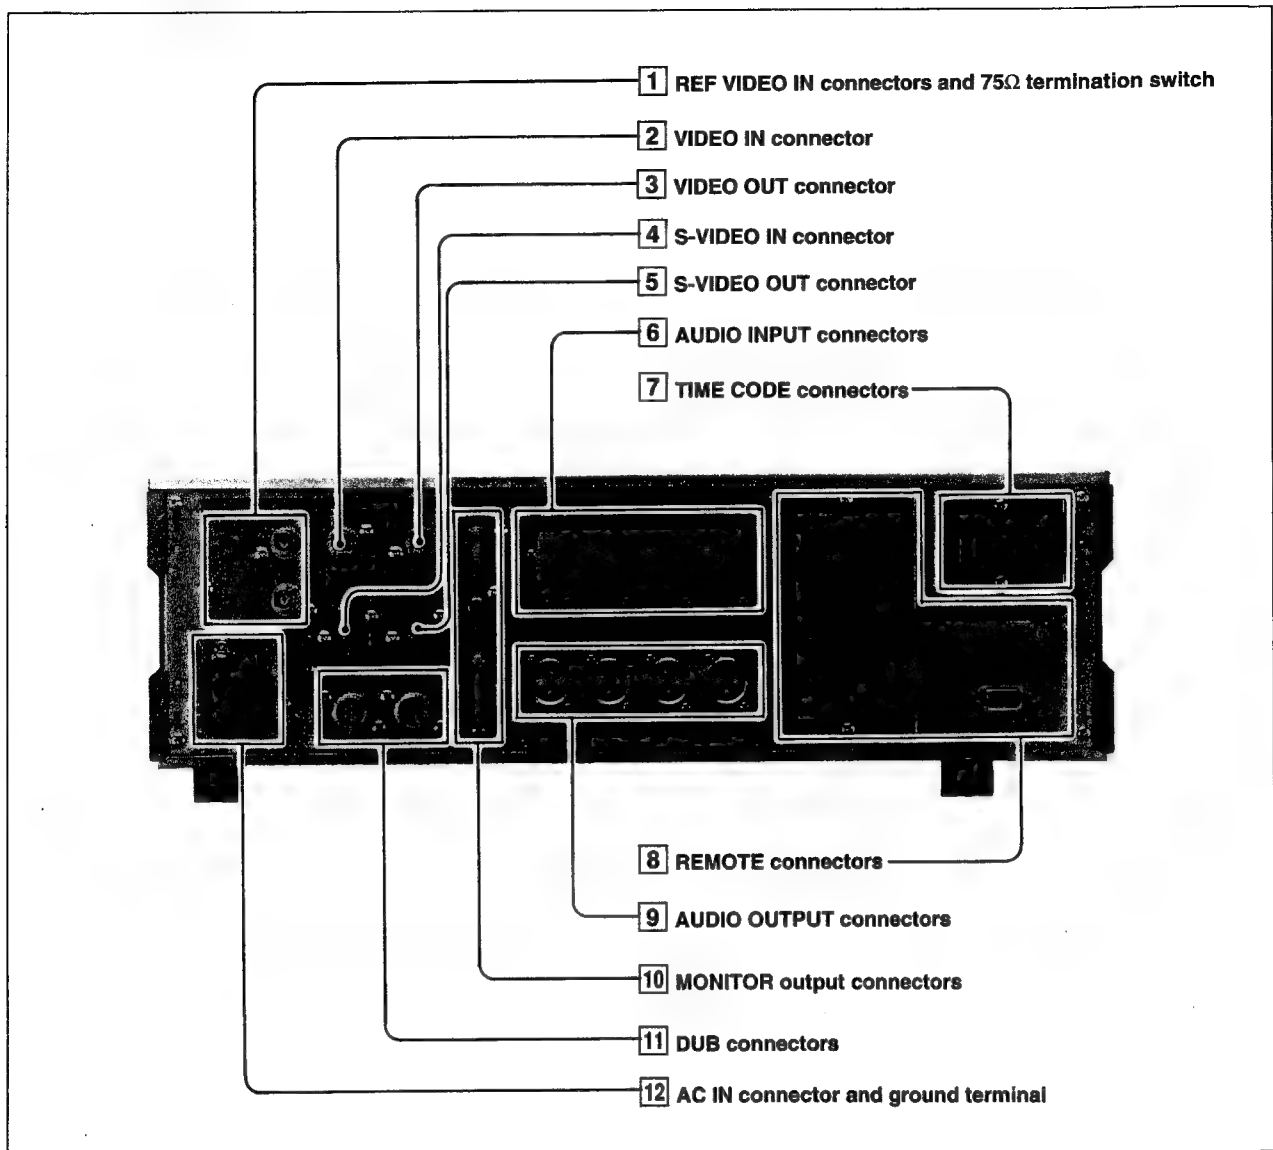 1 REF VIDEO IN connectors and 75Ω termination switch
2 VIDEO IN connector
3 VIDEO OUT connector
4 S-VIDEO IN connector
5 S-VIDEO OUT connector
6 AUDIO INPUT connectors
7 TIME CODE connectors
8 REMOTE connectors
9 AUDIO OUTPUT connectors
10 MONITOR output connectors
11 DUB connectors
12 AC IN connector and ground terminal